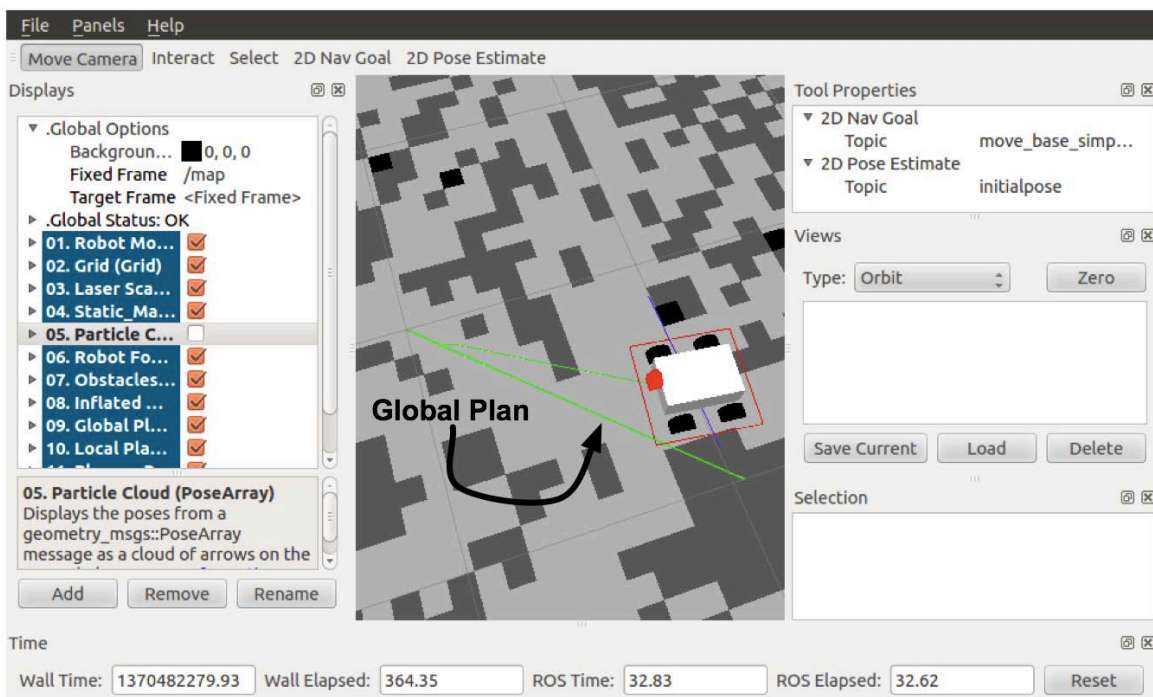 File Panels Help
Move Camera Interact Select 2D Nav Goal 2D Pose Estimate
Displays
.Global Options
Backgroun... 0, 0, 0
Fixed Frame /map
Target Frame <Fixed Frame>
.Global Status: OK
01. Robot Mo...
02. Grid (Grid)
03. Laser Sca...
04. Static_Ma...
05. Particle C...
06. Robot Fo...
07. Obstacles...
08. Inflated ...
09. Global Pl...
10. Local Pla...
05. Particle Cloud (PoseArray)
Displays the poses from a
geometry_msgs::PoseArray
message as a cloud of arrows on the
Add Remove Rename
Global Plan
Tool Properties
2D Nav Goal
Topic move_base_simp...
2D Pose Estimate
Topic initialpose
Views
Type: Orbit Zero
Save Current Load Delete
Selection
Time
Wall Time: 1370482279.93 Wall Elapsed: 364.35 ROS Time: 32.83 ROS Elapsed: 32.62 Reset